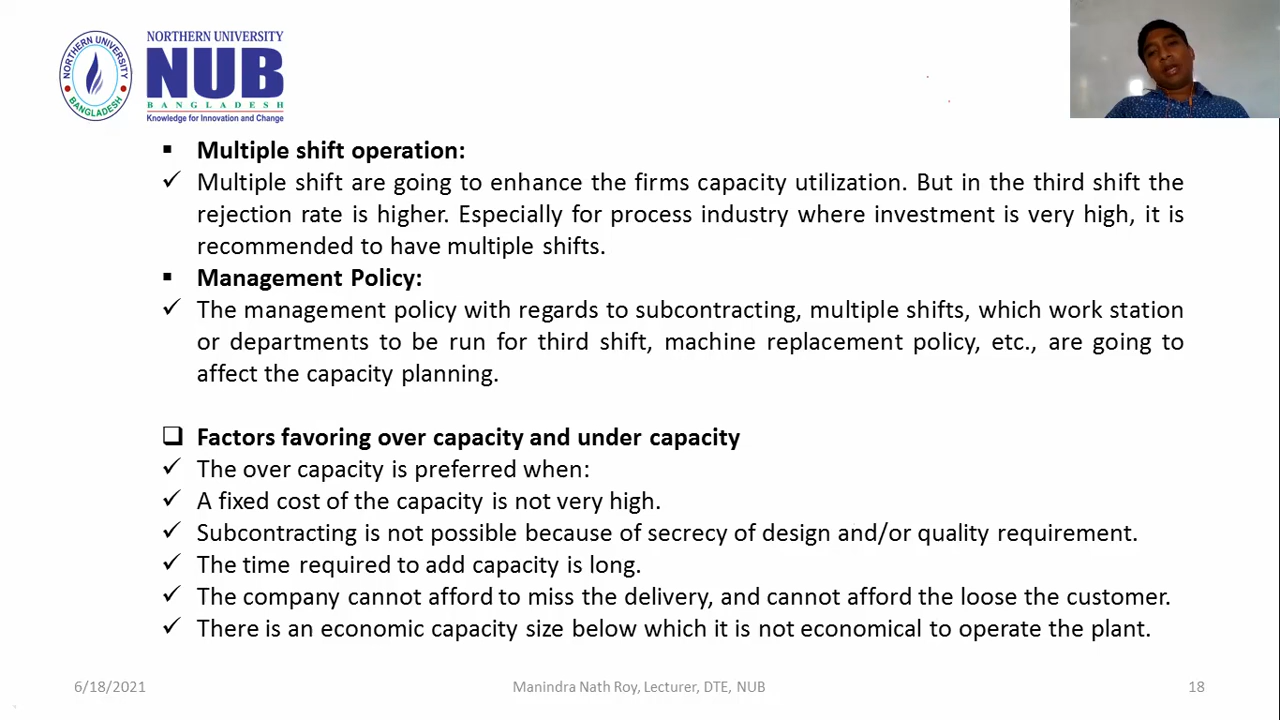 NORTHERN UNIVERSITY
BANGLADESH
NORTHERN UNIVERSITY
NUB
BANGLADESH
Knowledge for Innovation and Change
▪ Multiple shift operation:
✓ Multiple shift are going to enhance the firms capacity utilization. But in the third shift the
rejection rate is higher. Especially for process industry where investment is very high, it is
recommended to have multiple shifts.
▪ Management Policy:
✓ The management policy with regards to subcontracting, multiple shifts, which work station
or departments to be run for third shift, machine replacement policy, etc., are going to
affect the capacity planning.
❑ Factors favoring over capacity and under capacity
✓ The over capacity is preferred when:
✓ A fixed cost of the capacity is not very high.
✓ Subcontracting is not possible because of secrecy of design and/or quality requirement.
✓ The time required to add capacity is long.
✓ The company cannot afford to miss the delivery, and cannot afford the loose the customer.
✓ There is an economic capacity size below which it is not economical to operate the plant.
6/18/2021
Manindra Nath Roy, Lecturer, DTE, NUB
18